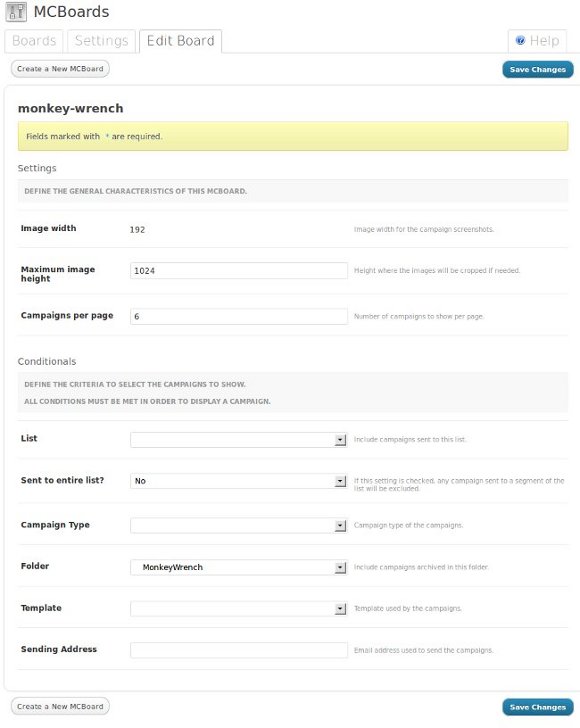 MCBoards
Boards Settings Edit Board Help
Create a New MCBoard Save Changes
monkey-wrench
Fields marked with * are required.
Settings
DEFINE THE GENERAL CHARACTERISTICS OF THIS MCBOARD.
Image width 192 Image width for the campaign screenshots.
Maximum image
height
1024 Height where the images will be cropped if needed.
Campaigns per page 6 Number of campaigns to show per page.
Conditionals
DEFINE THE CRITERIA TO SELECT THE CAMPAIGNS TO SHOW.
ALL CONDITIONS MUST BE MET IN ORDER TO DISPLAY A CAMPAIGN.
List Include campaigns sent to this list.
Sent to entire list? No If this setting is checked, any campaign sent to a segment of the
list will be excluded.
Campaign Type Campaign type of the campaigns.
Folder MonkeyWrench Include campaigns archived in this folder.
Template Template used by the campaigns.
Sending Address Email address used to send the campaigns.
Create a New MCBoard Save Changes